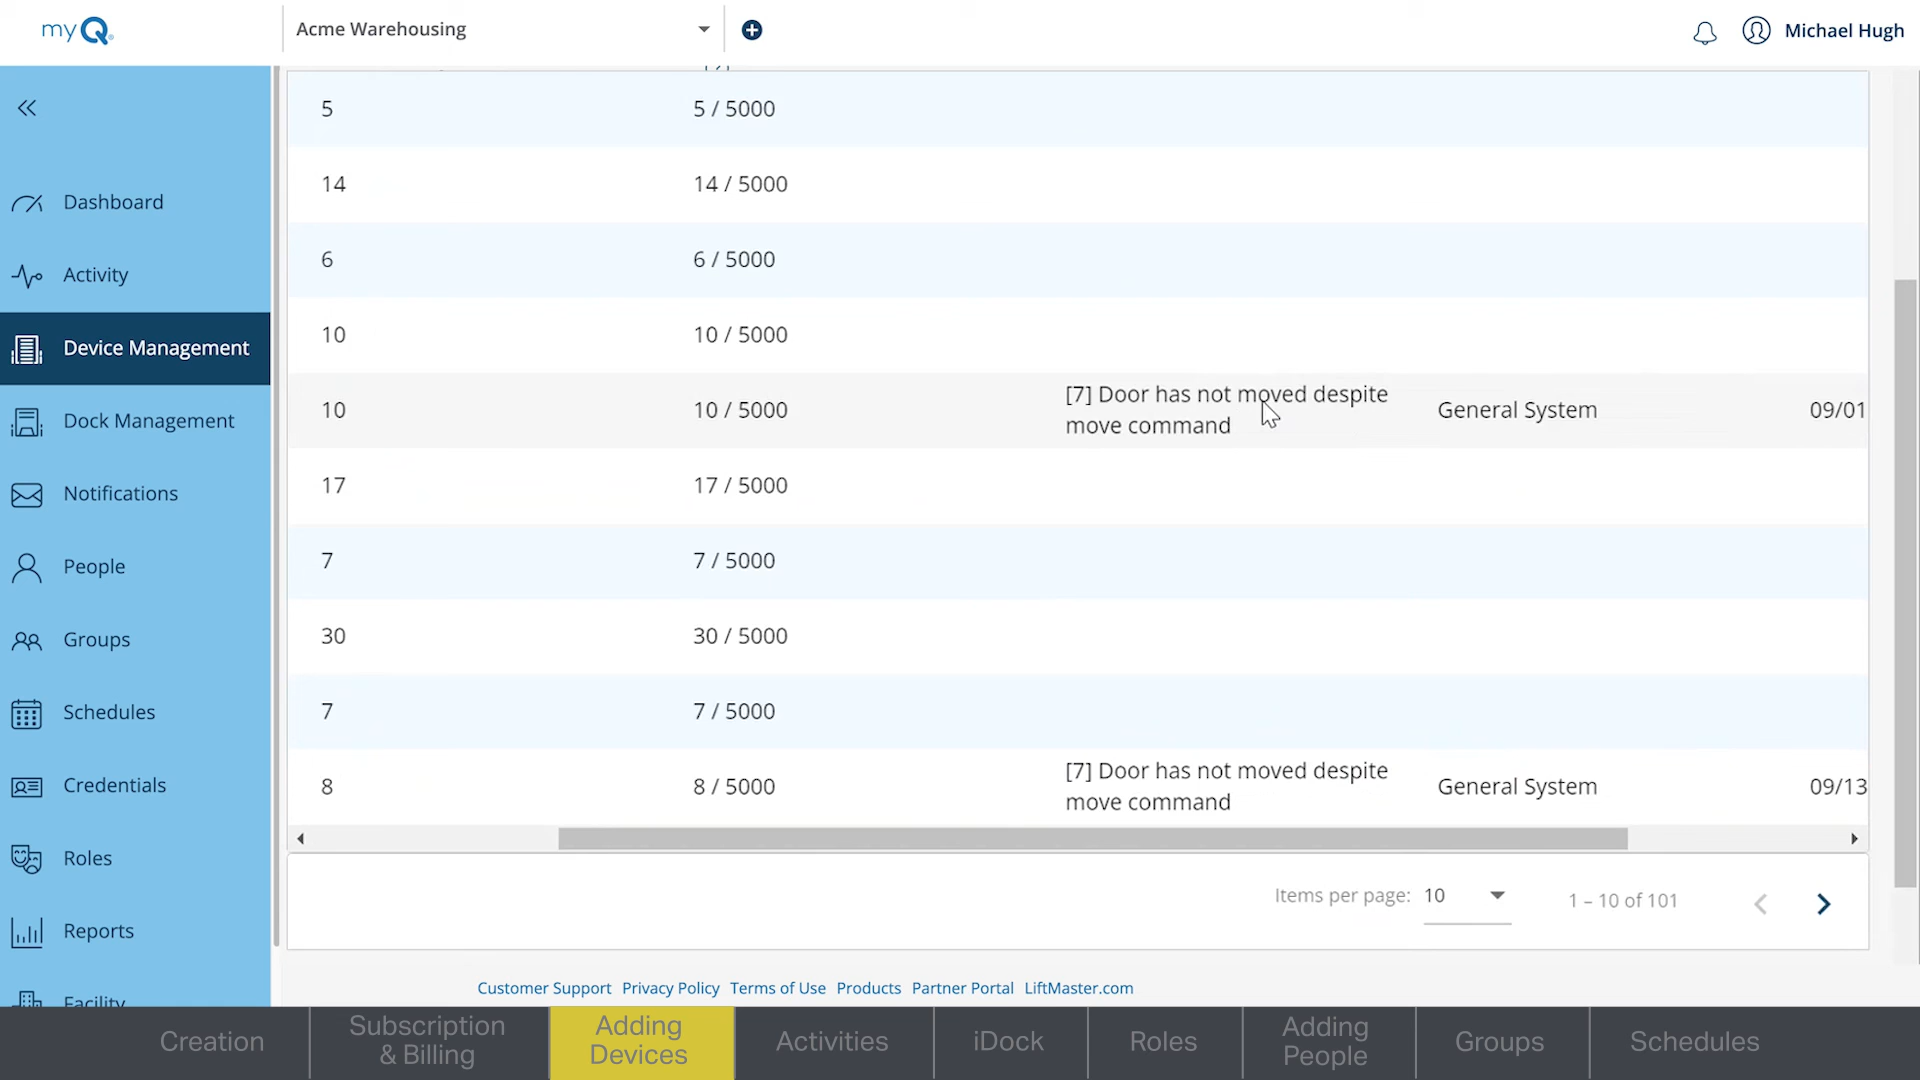 myQ
Acme Warehousing
Michael Hugh
Dashboard
Activity
Device Management
Dock Management
Notifications
People
Groups
Schedules
Credentials
Roles
Reports
Facility
5 5 / 5000
14 14 / 5000
6 6 / 5000
10 10 / 5000
10 10 / 5000 [7] Door has not moved despite
move command General System 09/01
17 17 / 5000
7 7 / 5000
30 30 / 5000
7 7 / 5000
8 8 / 5000 [7] Door has not moved despite
move command General System 09/13
Items per page: 10 1 – 10 of 101
Customer Support Privacy Policy Terms of Use Products Partner Portal LiftMaster.com
Creation
Subscription
& Billing
Adding
Devices
Activities
iDock
Roles
Adding
People
Groups
Schedules